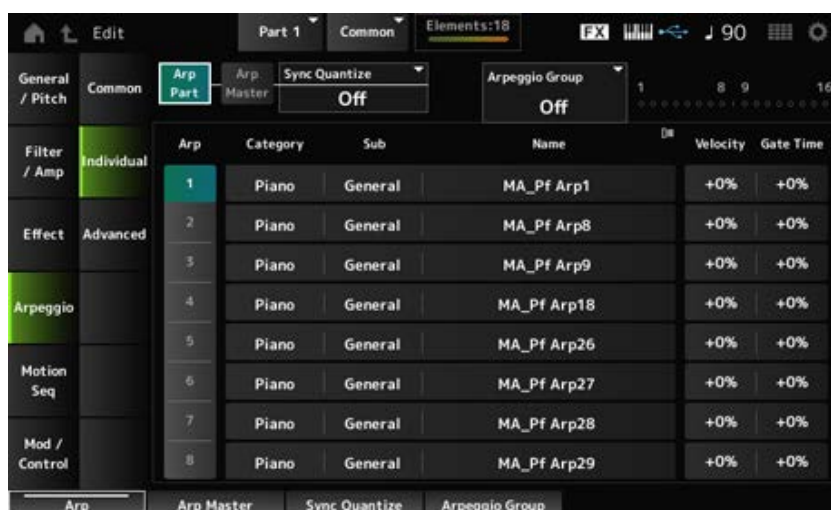 Edit Part 1 Common Elements:18 FX ♩ 90
General / Pitch
Common
Arp Part
Arp Master
Sync Quantize
Off
Arpeggio Group
Off
1 8 9 16
Filter / Amp
Individual
Arp Category Sub Name Velocity Gate Time
1 Piano General MA_Pf Arp1 +0% +0%
Effect
Advanced
2 Piano General MA_Pf Arp8 +0% +0%
3 Piano General MA_Pf Arp9 +0% +0%
Arpeggio
4 Piano General MA_Pf Arp18 +0% +0%
5 Piano General MA_Pf Arp26 +0% +0%
Motion Seq
6 Piano General MA_Pf Arp27 +0% +0%
7 Piano General MA_Pf Arp28 +0% +0%
Mod / Control
8 Piano General MA_Pf Arp29 +0% +0%
Arp Arp Master Sync Quantize Arpeggio Group